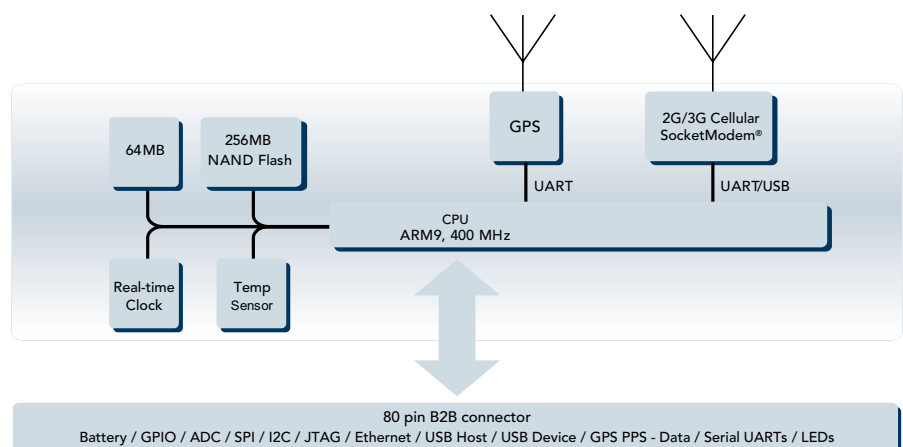 GPS
2G/3G Cellular
SocketModem®
64MB
256MB
NAND Flash
UART
UART/USB
CPU
ARM9, 400 MHz
Real-time
Clock
Temp
Sensor
80 pin B2B connector
Battery / GPIO / ADC / SPI / I2C / JTAG / Ethernet / USB Host / USB Device / GPS PPS - Data / Serial UARTs / LEDs